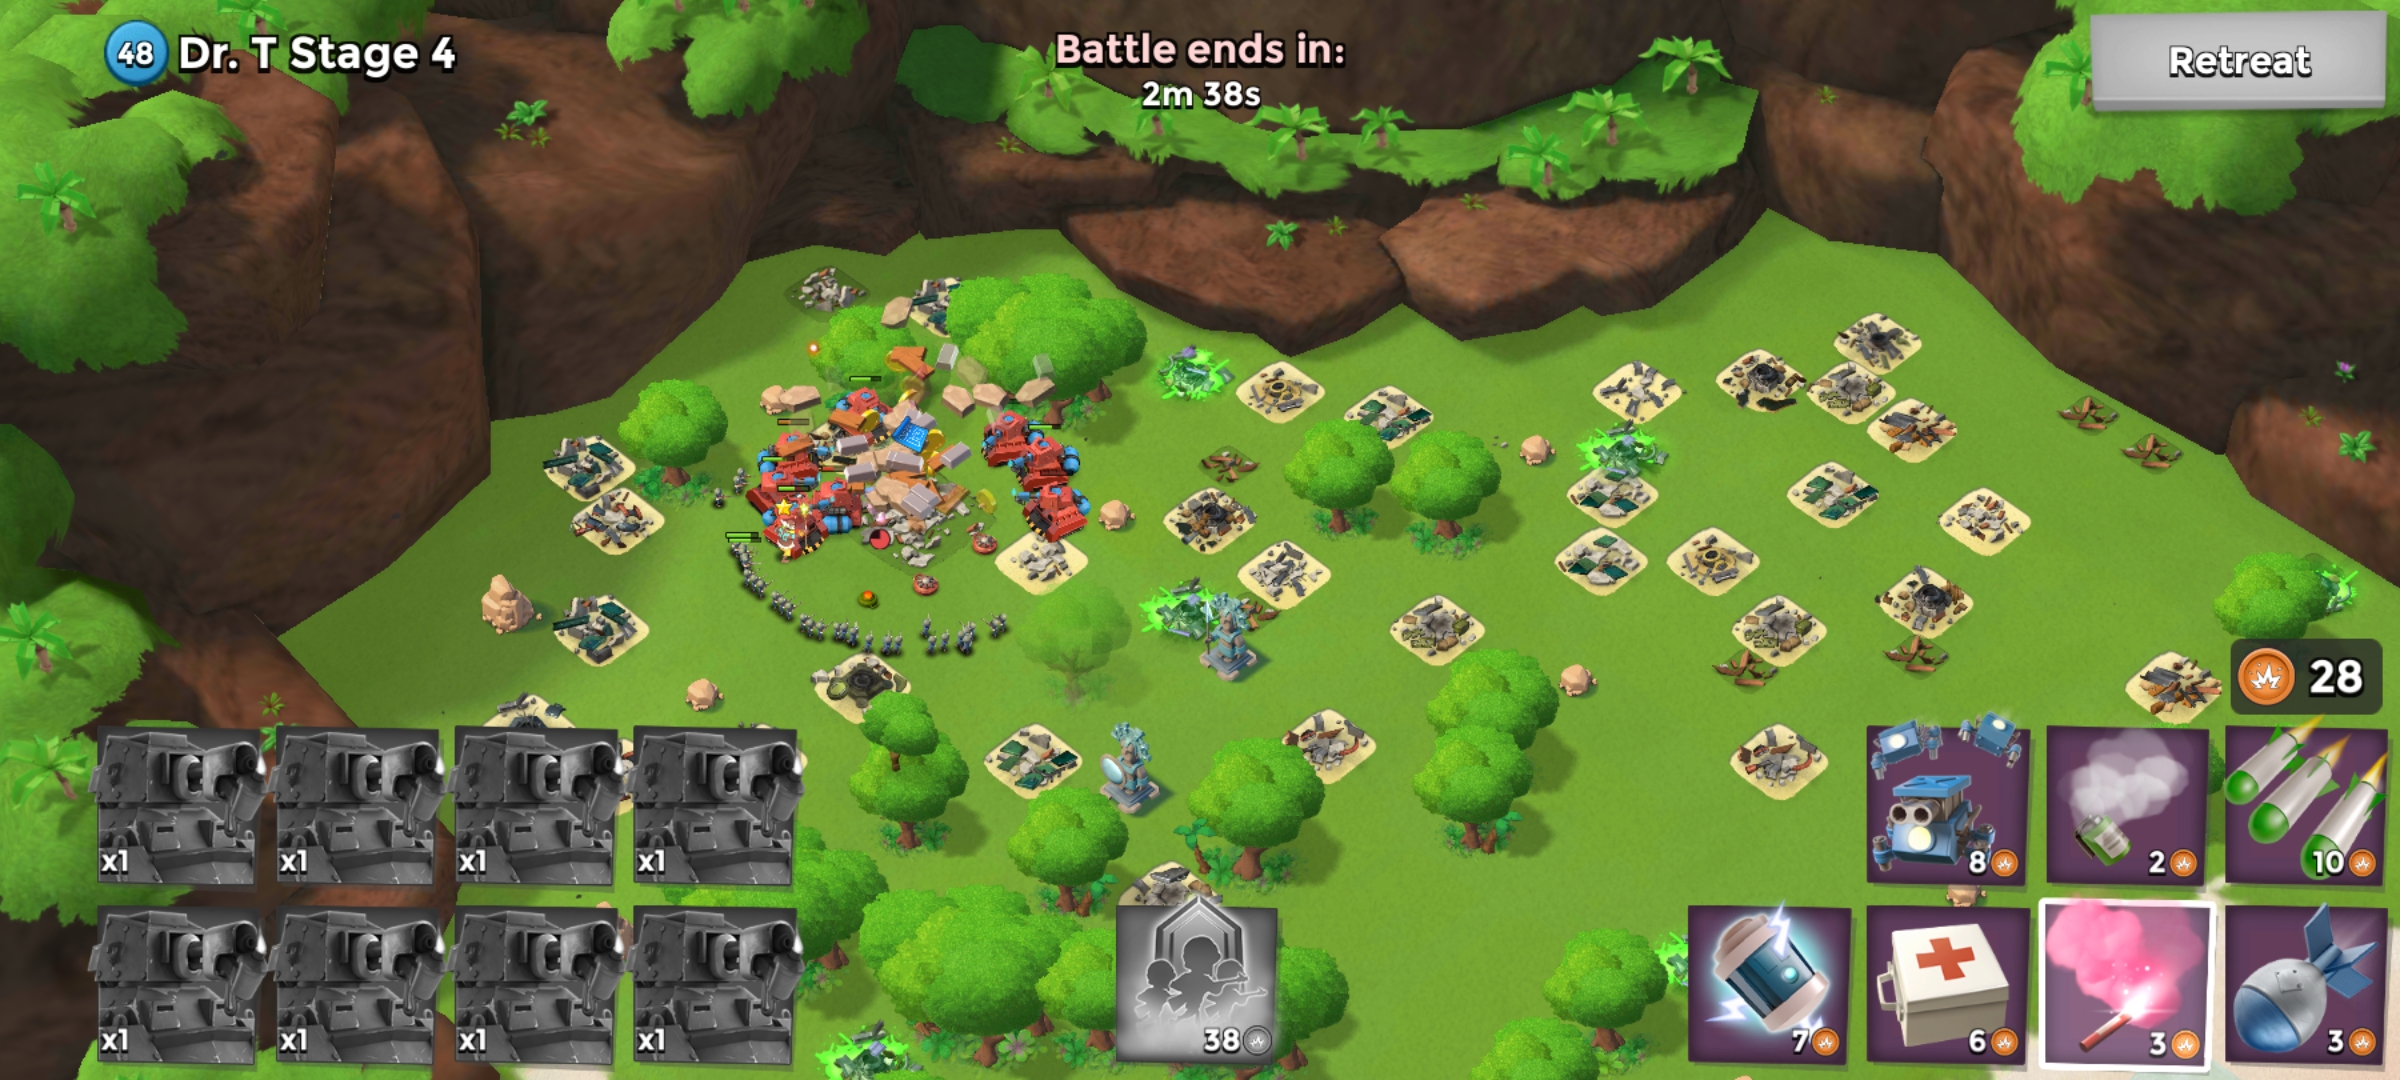 48 Dr. T Stage 4
Battle ends in:
2m 38s
Retreat
28
8
2
10
x1
x1
x1
x1
x1
x1
x1
x1
38
7
6
3
3